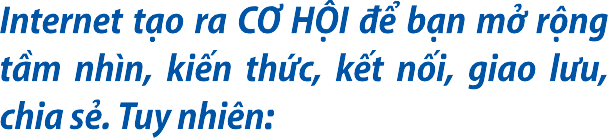 Internet tạo ra CƠ HỘI để bạn mở rộng
tầm nhìn, kiến thức, kết nối, giao lưu,
chia sẻ. Tuy nhiên: